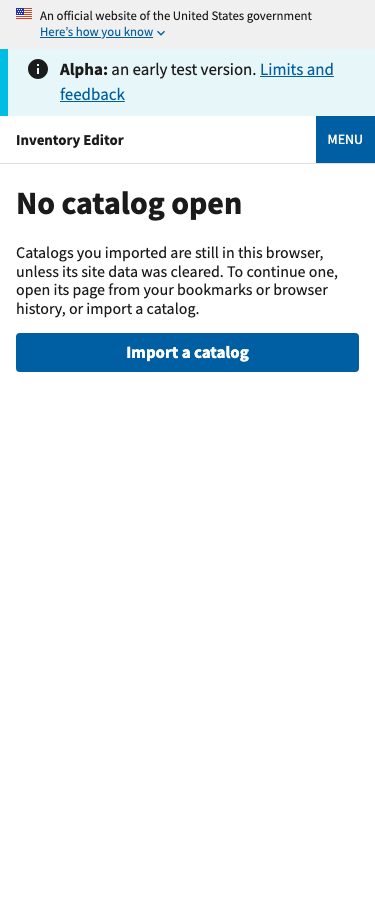 An official website of the United States government
Here's how you know
Alpha: an early test version. Limits and
feedback
Inventory Editor
MENU
No catalog open
Catalogs you imported are still in this browser,
unless its site data was cleared. To continue one,
open its page from your bookmarks or browser
history, or import a catalog.
Import a catalog